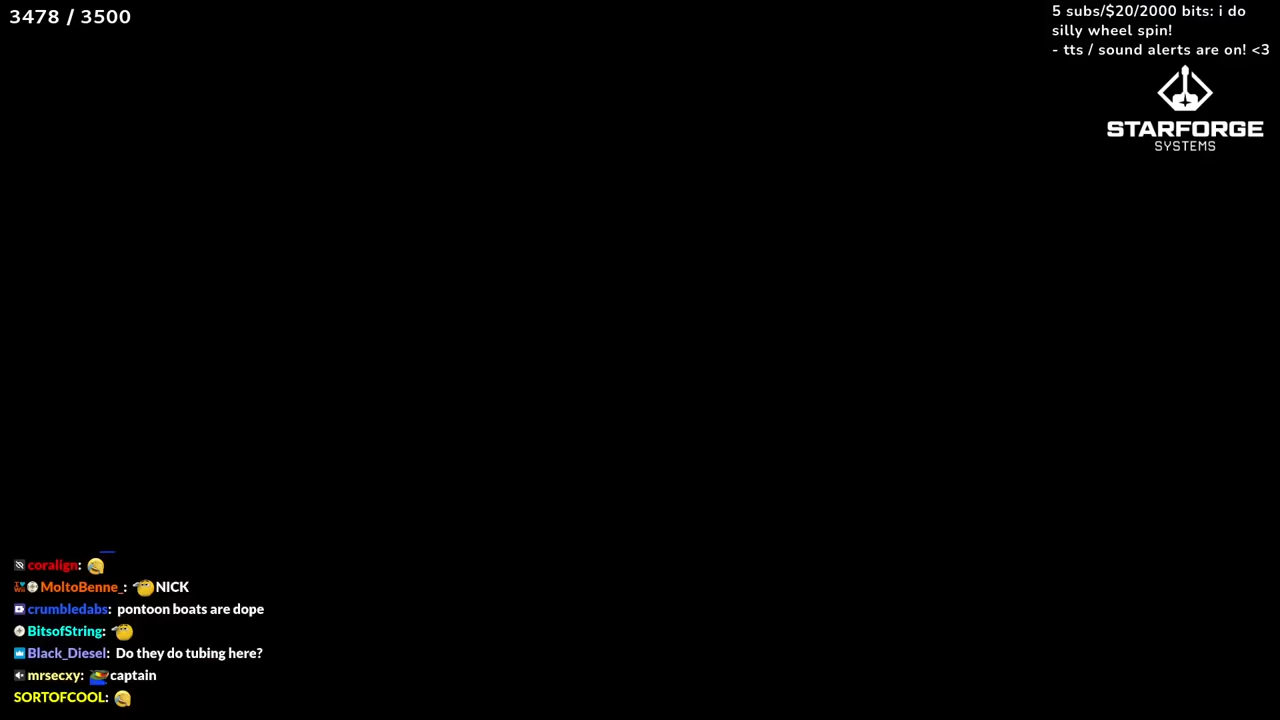 3478 / 3500
5 subs/$20/2000 bits: i do
silly wheel spin!
- tts / sound alerts are on! <3
STARFORGE
SYSTEMS
coralign:
MoltoBenne_: NICK
crumbledabs: pontoon boats are dope
BitsofString:
Black_Diesel: Do they do tubing here?
mrsecxy: captain
SORTOFCOOL: